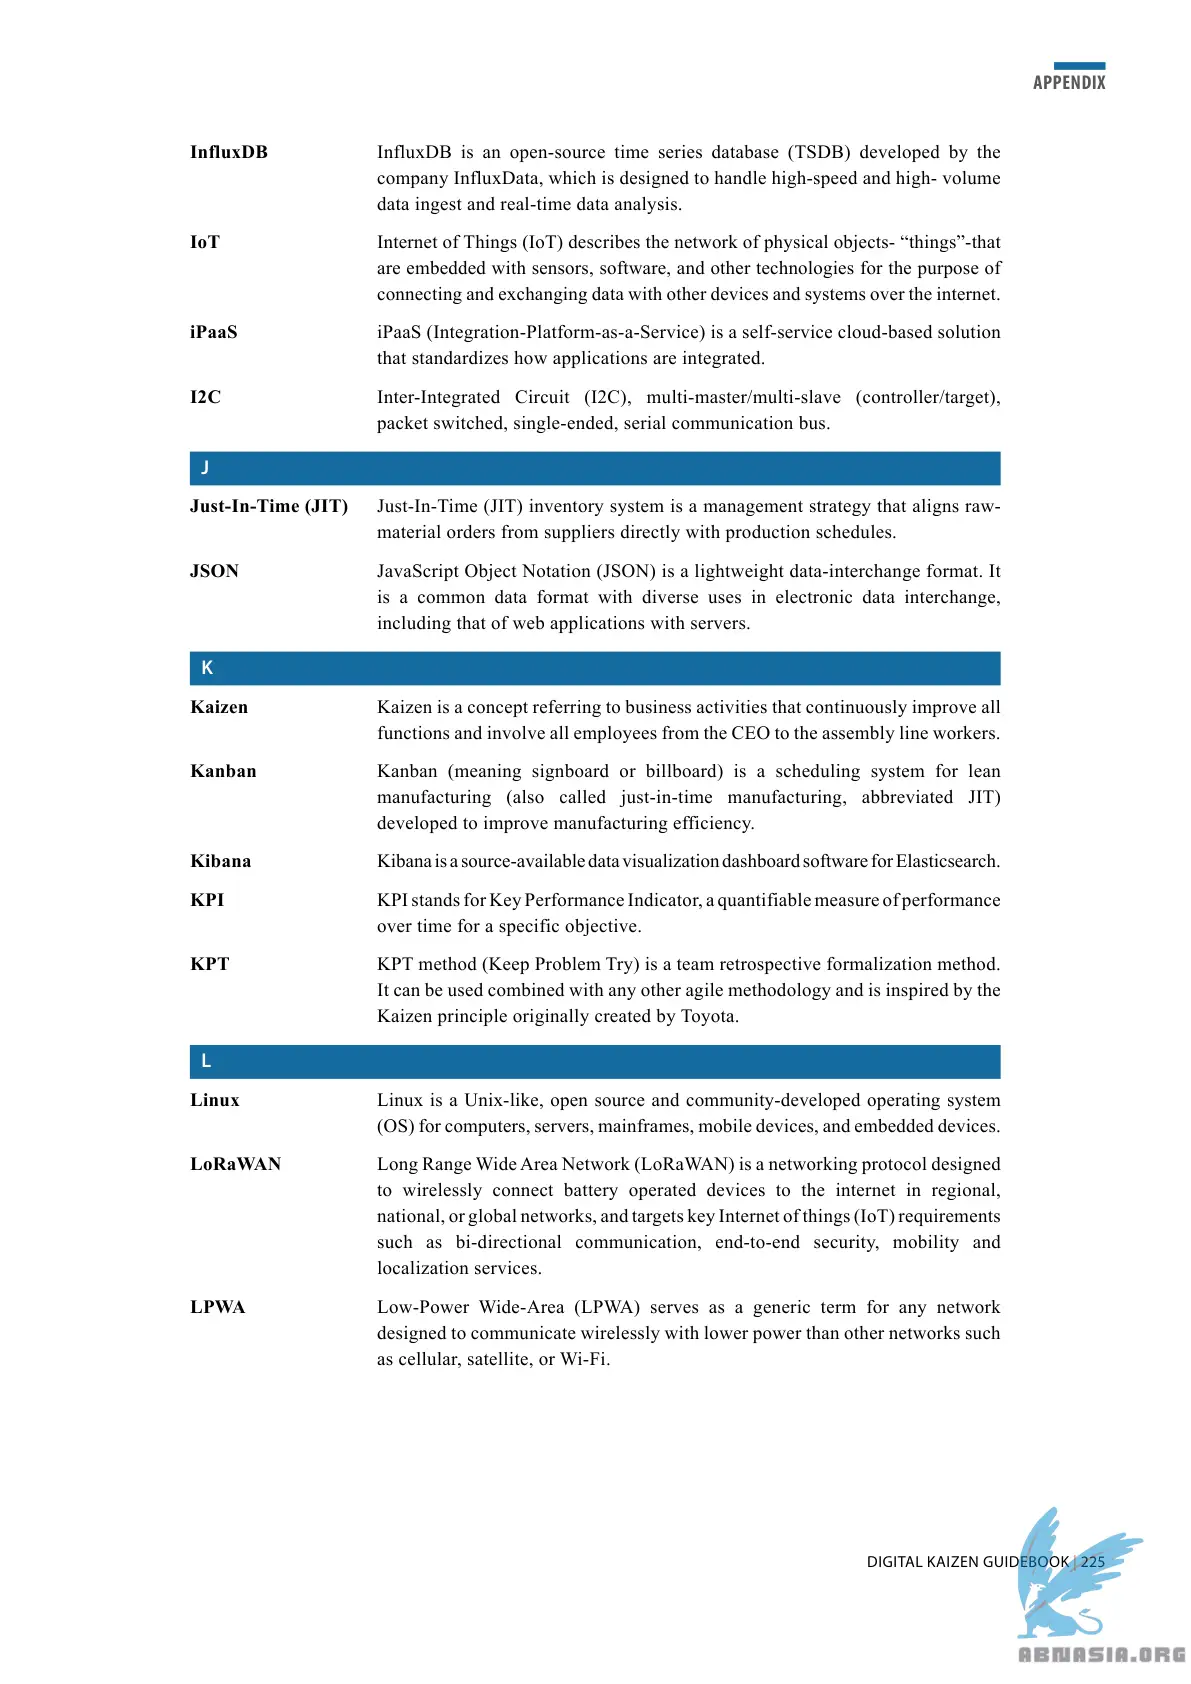 APPENDIX
InfluxDB InfluxDB is an open-source time series database (TSDB) developed by the
company InfluxData, which is designed to handle high-speed and high- volume
data ingest and real-time data analysis.
IoT Internet of Things (IoT) describes the network of physical objects- “things”-that
are embedded with sensors, software, and other technologies for the purpose of
connecting and exchanging data with other devices and systems over the internet.
iPaaS iPaaS (Integration-Platform-as-a-Service) is a self-service cloud-based solution
that standardizes how applications are integrated.
I2C Inter-Integrated Circuit (I2C), multi-master/multi-slave (controller/target),
packet switched, single-ended, serial communication bus.
J
Just-In-Time (JIT) Just-In-Time (JIT) inventory system is a management strategy that aligns raw-
material orders from suppliers directly with production schedules.
JSON JavaScript Object Notation (JSON) is a lightweight data-interchange format. It
is a common data format with diverse uses in electronic data interchange,
including that of web applications with servers.
K
Kaizen Kaizen is a concept referring to business activities that continuously improve all
functions and involve all employees from the CEO to the assembly line workers.
Kanban Kanban (meaning signboard or billboard) is a scheduling system for lean
manufacturing (also called just-in-time manufacturing, abbreviated JIT)
developed to improve manufacturing efficiency.
Kibana Kibana is a source-available data visualization dashboard software for Elasticsearch.
KPI KPI stands for Key Performance Indicator, a quantifiable measure of performance
over time for a specific objective.
KPT KPT method (Keep Problem Try) is a team retrospective formalization method.
It can be used combined with any other agile methodology and is inspired by the
Kaizen principle originally created by Toyota.
L
Linux Linux is a Unix-like, open source and community-developed operating system
(OS) for computers, servers, mainframes, mobile devices, and embedded devices.
LoRaWAN Long Range Wide Area Network (LoRaWAN) is a networking protocol designed
to wirelessly connect battery operated devices to the internet in regional,
national, or global networks, and targets key Internet of things (IoT) requirements
such as bi-directional communication, end-to-end security, mobility and
localization services.
LPWA Low-Power Wide-Area (LPWA) serves as a generic term for any network
designed to communicate wirelessly with lower power than other networks such
as cellular, satellite, or Wi-Fi.
DIGITAL KAIZEN GUIDEBOOK | 225
ABNASIA.ORG